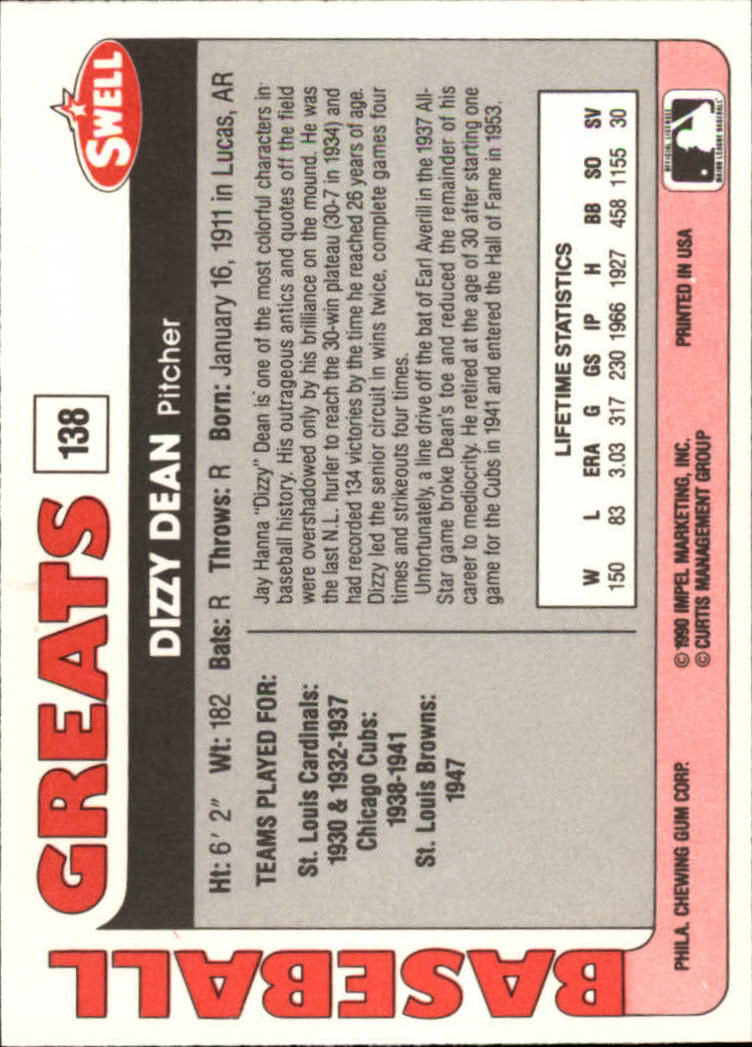 BASEBALL
GREATS
138
SWELL
DIZZY DEAN Pitcher
Ht: 6' 2" Wt: 182 Bats: R Throws: R Born: January 16, 1911 in Lucas, AR
TEAMS PLAYED FOR:
St. Louis Cardinals:
1930 & 1932-1937
Chicago Cubs:
1938-1941
St. Louis Browns:
1947
Jay Hanna "Dizzy" Dean is one of the most colorful characters in
baseball history. His outrageous antics and quotes off the field
were overshadowed only by his brilliance on the mound. He was
the last N.L. hurler to reach the 30-win plateau (30-7 in 1934) and
had recorded 134 victories by the time he reached 26 years of age.
Dizzy led the senior circuit in wins twice, complete games four
times and strikeouts four times.
Unfortunately, a line drive off the bat of Earl Averill in the 1937 All-
Star game broke Dean's toe and reduced the remainder of his
career to mediocrity. He retired at the age of 30 after starting one
game for the Cubs in 1941 and entered the Hall of Fame in 1953.
LIFETIME STATISTICS
W L ERA G GS IP H BB SO SV
150 83 3.03 317 230 1966 1927 458 1155 30
PHILA. CHEWING GUM CORP.
© 1990 IMPEL MARKETING, INC.
© CURTIS MANAGEMENT GROUP
PRINTED IN USA
OFFICIAL LICENSEE
MAJOR LEAGUE BASEBALL